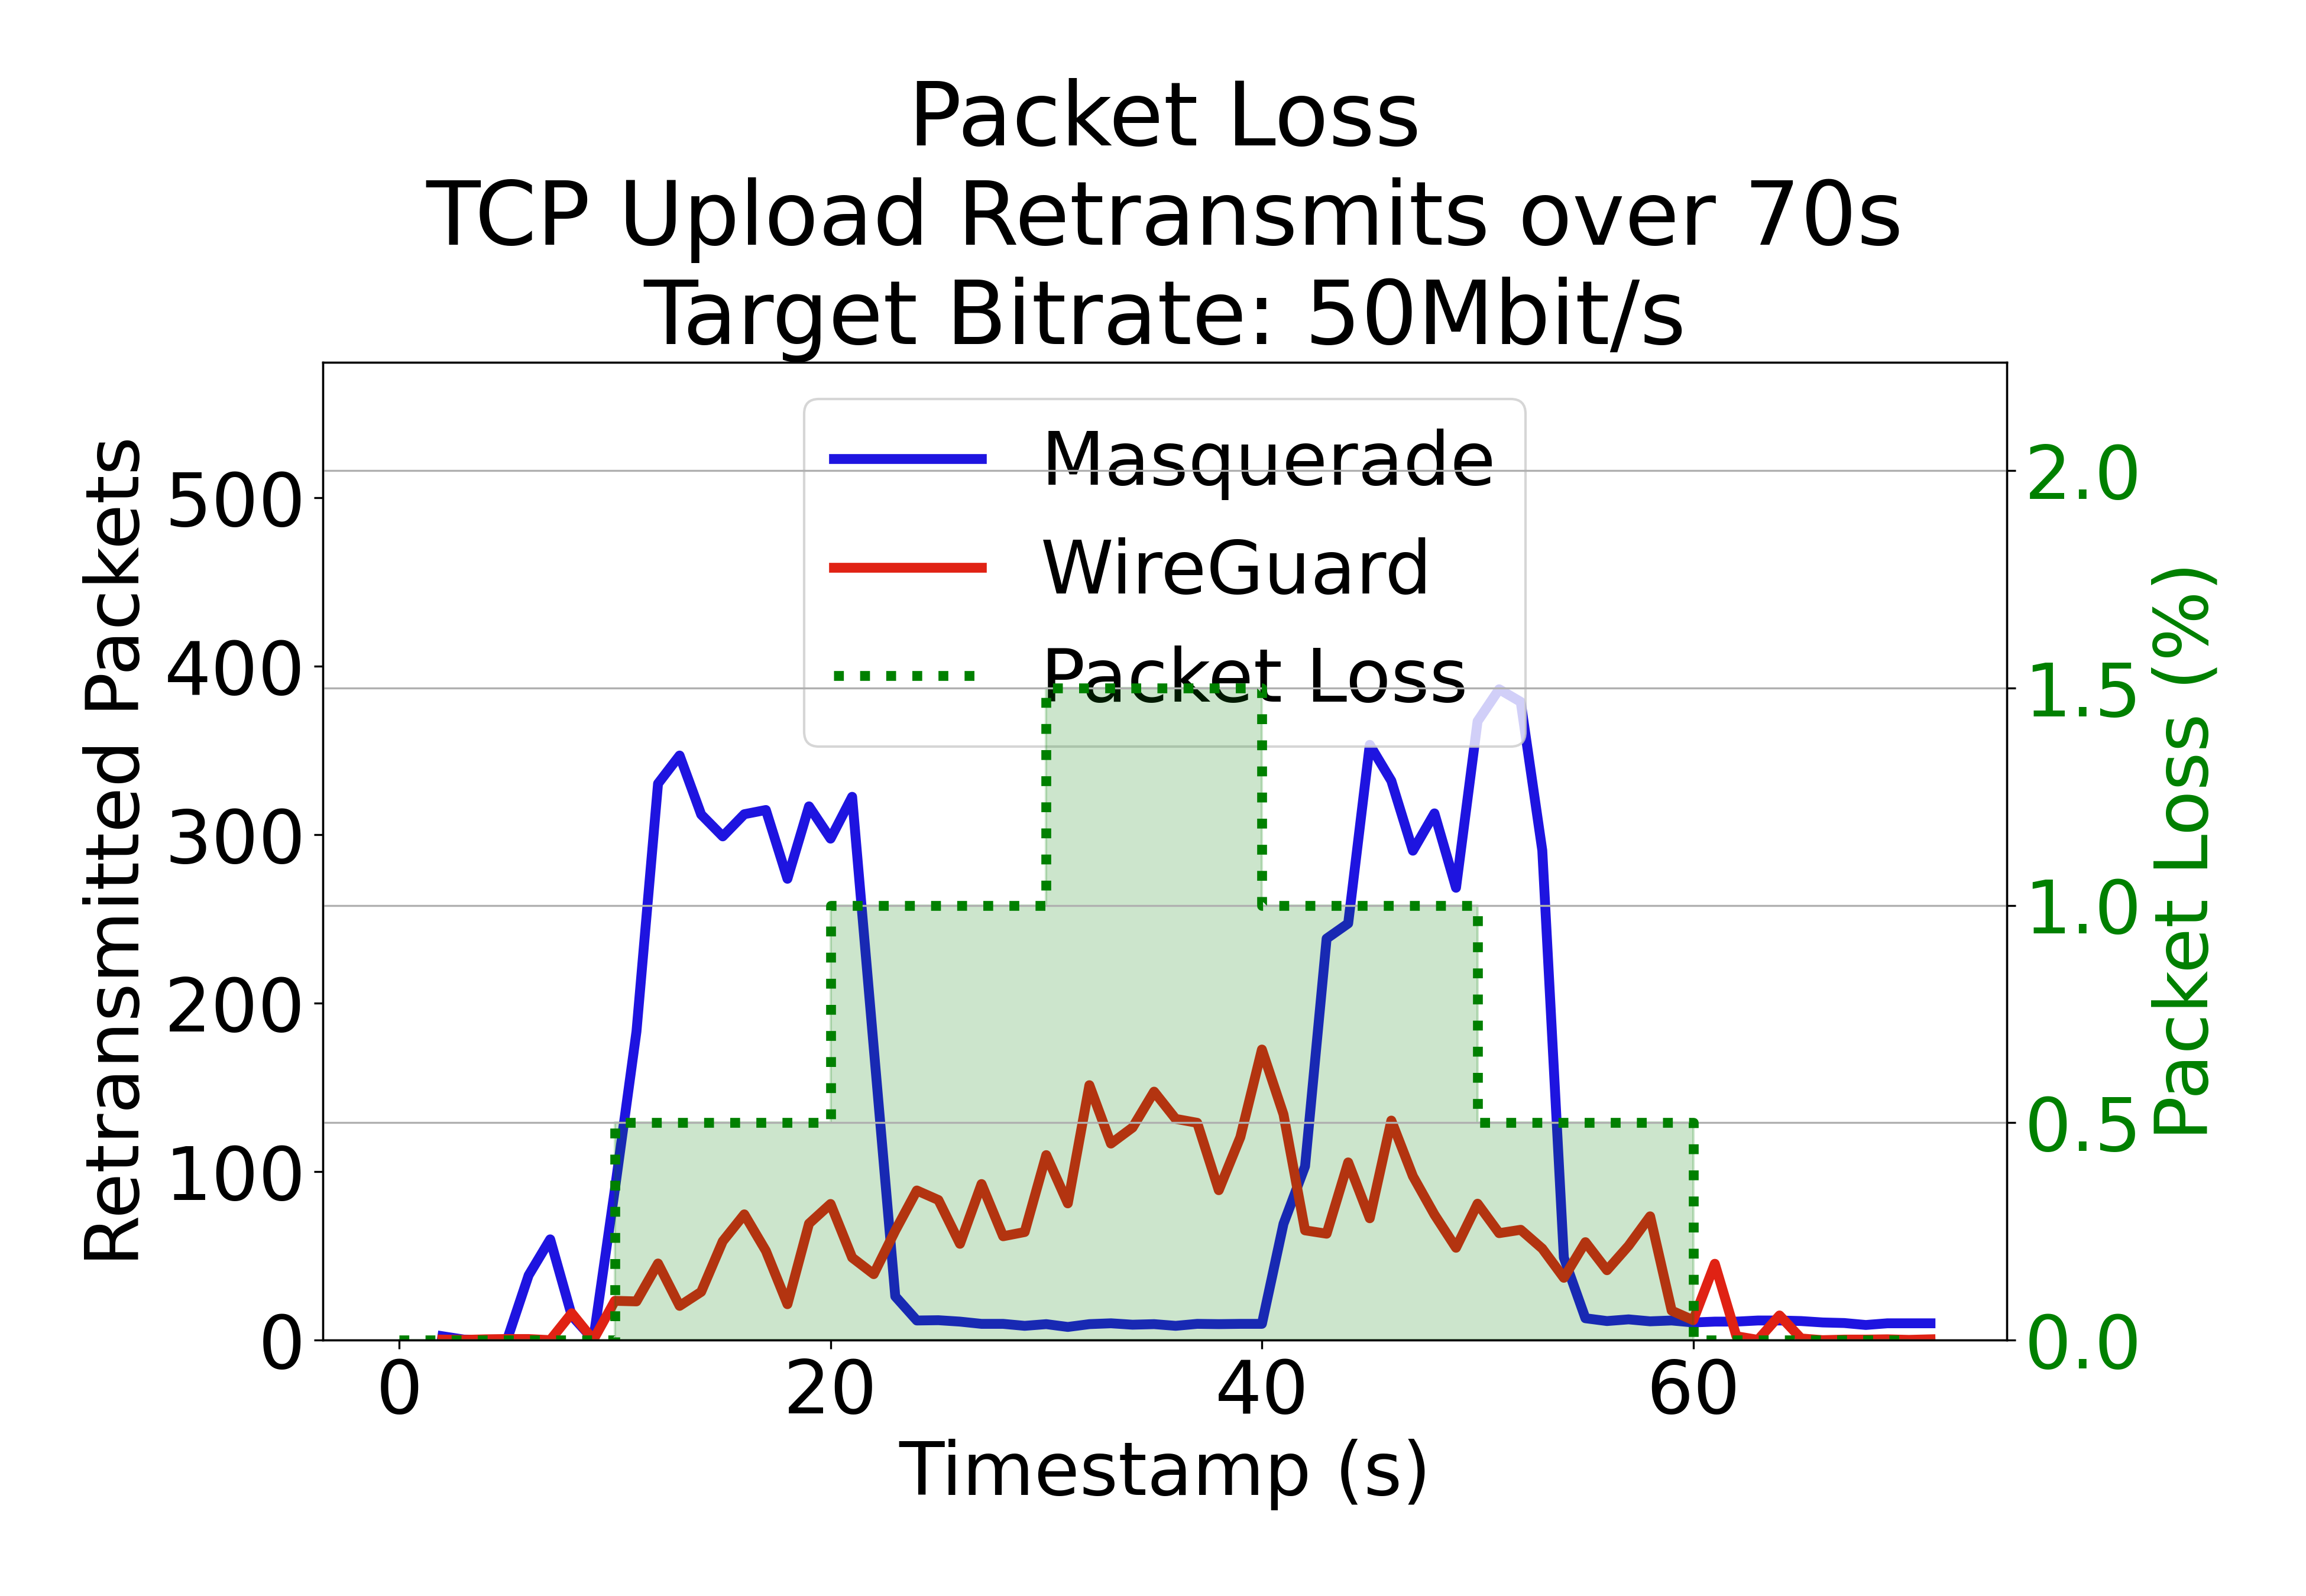 Packet Loss
TCP Upload Retransmits over 70s
Target Bitrate: 50Mbit/s
Masquerade
WireGuard
Packet Loss
Retransmitted Packets
500
400
300
200
100
0
2.0
1.5
1.0
0.5
0.0
Packet Loss (%)
0 20 40 60
Timestamp (s)